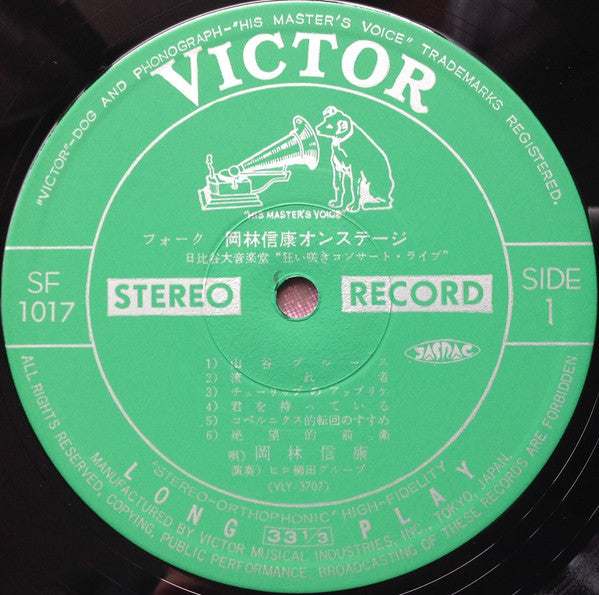 "VICTOR"-DOG AND PHONOGRAPH-"HIS MASTER'S VOICE" TRADEMARKS REGISTERED.
VICTOR
"HIS MASTER'S VOICE"
フォーク 岡林信康オンステージ
日比谷大音楽堂 "狂い咲きコンサート・ライブ"
SF
1017
STEREO RECORD
SIDE
1
JASRAC
1) 山谷ブルース
2) 流れ者
3) チューリップのアップリケ
4) 君を待っている
5) コペルニクス的転回のすすめ
6) 絶望的前衛
唄) 岡林信康
演奏) ヒロ柳田グループ
(VLY-3707)
"STEREO-ORTHOPHONIC" HIGH-FIDELITY
LONG 33 1/3 PLAY
MANUFACTURED BY VICTOR MUSICAL INDUSTRIES, INC., TOKYO, JAPAN.
ALL RIGHTS RESERVED, COPYING, PUBLIC PERFORMANCE, BROADCASTING OF THESE RECORDS ARE FORBIDDEN